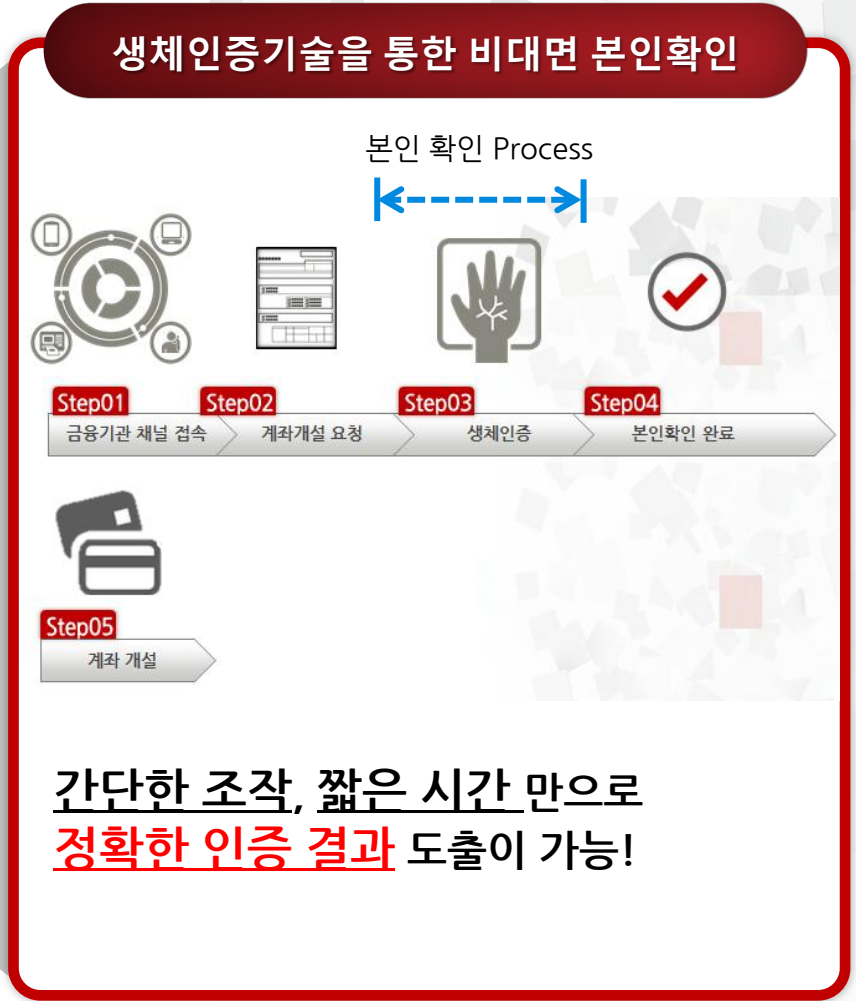 생체인증기술을 통한 비대면 본인확인
본인 확인 Process
Step01
Step02
Step03
Step04
금융기관 채널 접속
계좌개설 요청
생체인증
본인확인 완료
Step05
계좌 개설
간단한 조작, 짧은 시간 만으로
정확한 인증 결과 도출이 가능!